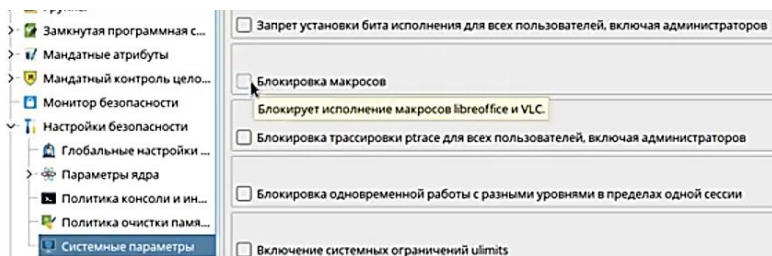 Замкнутая программная с...
Мандатные атрибуты
Мандатный контроль цело...
Монитор безопасности
Настройки безопасности
Глобальные настройки ...
Параметры ядра
Политика консоли и ин...
Политика очистки памя...
Системные параметры
Запрет установки бита исполнения для всех пользователей, включая администраторов
Блокировка макросов
Блокирует исполнение макросов libreoffice и VLC.
Блокировка трассировки ptrace для всех пользователей, включая администраторов
Блокировка одновременной работы с разными уровнями в пределах одной сессии
Включение системных ограничений ulimits